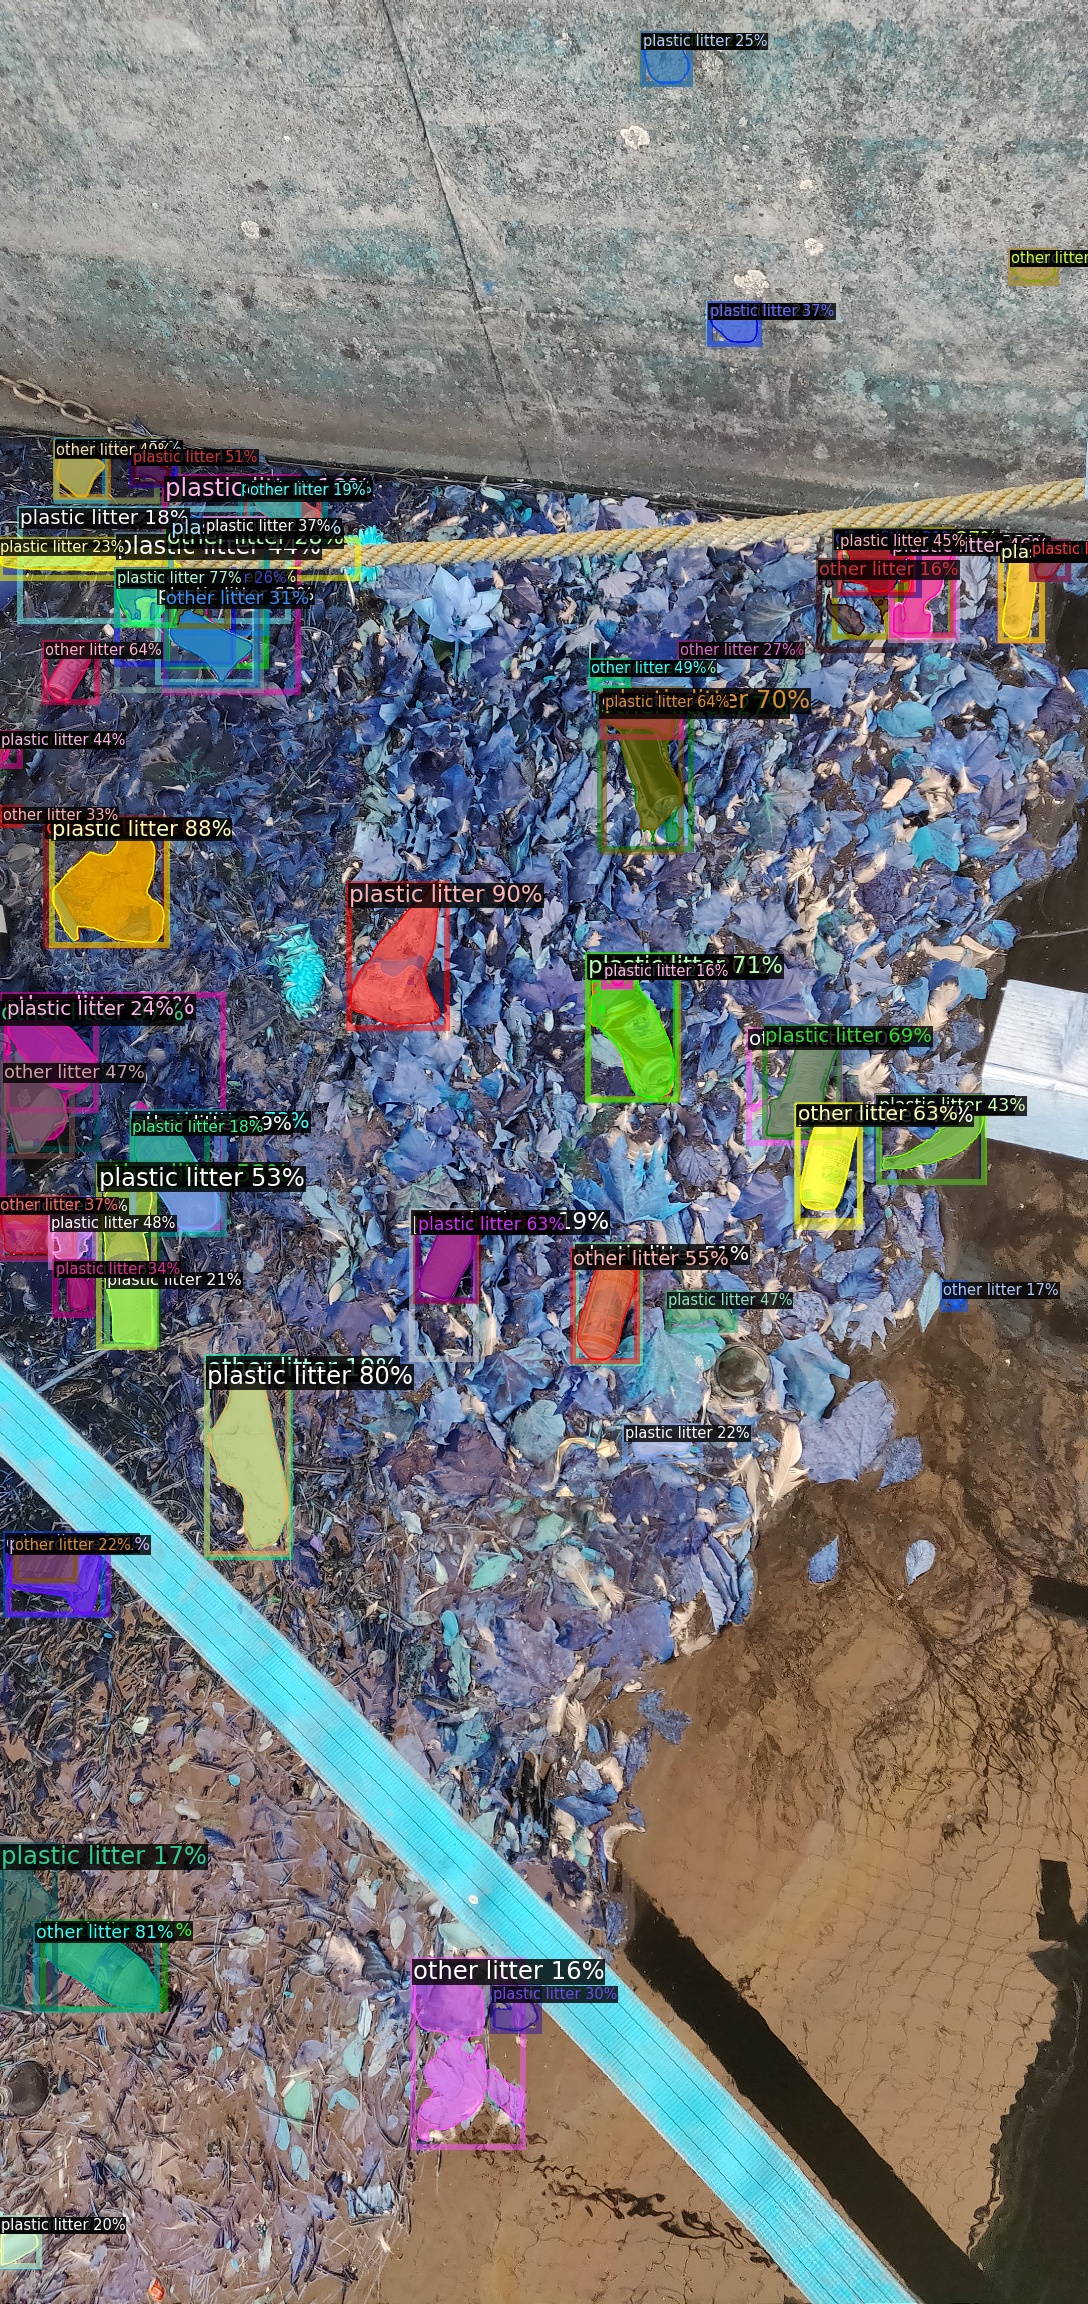 plastic litter 25%
other litter
plastic litter 37%
other litter 49%
plastic litter 51%
plastic
other litter 19%
plastic litter 18%
plastic litter 37%
plastic litter 23%
plastic litter 44%
plastic litter 45%
other litter 16%
plastic litter 77%
other litter 31%
other litter 64%
other litter 27%
other litter 49%
plastic litter 64%
70%
plastic litter 44%
other litter 33%
plastic litter 88%
plastic litter 90%
plastic litter 71%
plastic litter 16%
plastic litter 24%
plastic litter 69%
other litter 47%
plastic litter 43%
other litter 63%
plastic litter 18%
plastic litter 53%
other litter 37%
plastic litter 48%
plastic litter 63%
19%
other litter 55%
plastic litter 34%
plastic litter 21%
other litter 17%
plastic litter 47%
plastic litter 80%
plastic litter 22%
other litter 22%
plastic litter 17%
other litter 81%
other litter 16%
plastic litter 30%
plastic litter 20%